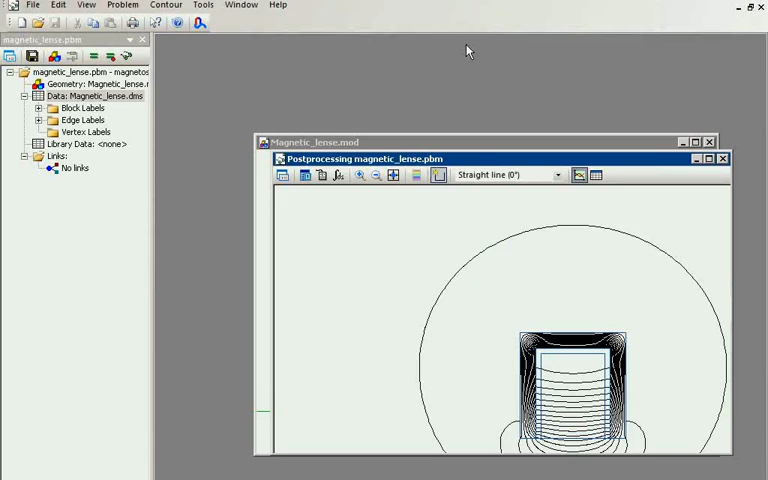 File Edit View Problem Contour Tools Window Help
magnetic_lense.pbm
magnetic_lense.pbm - magnetos
Geometry: Magnetic_lense.r
Data: Magnetic_lense.dms
Block Labels
Edge Labels
Vertex Labels
Library Data: <none>
Links:
No links
Magnetic_lense.mod
Postprocessing magnetic_lense.pbm
Straight line (0°)